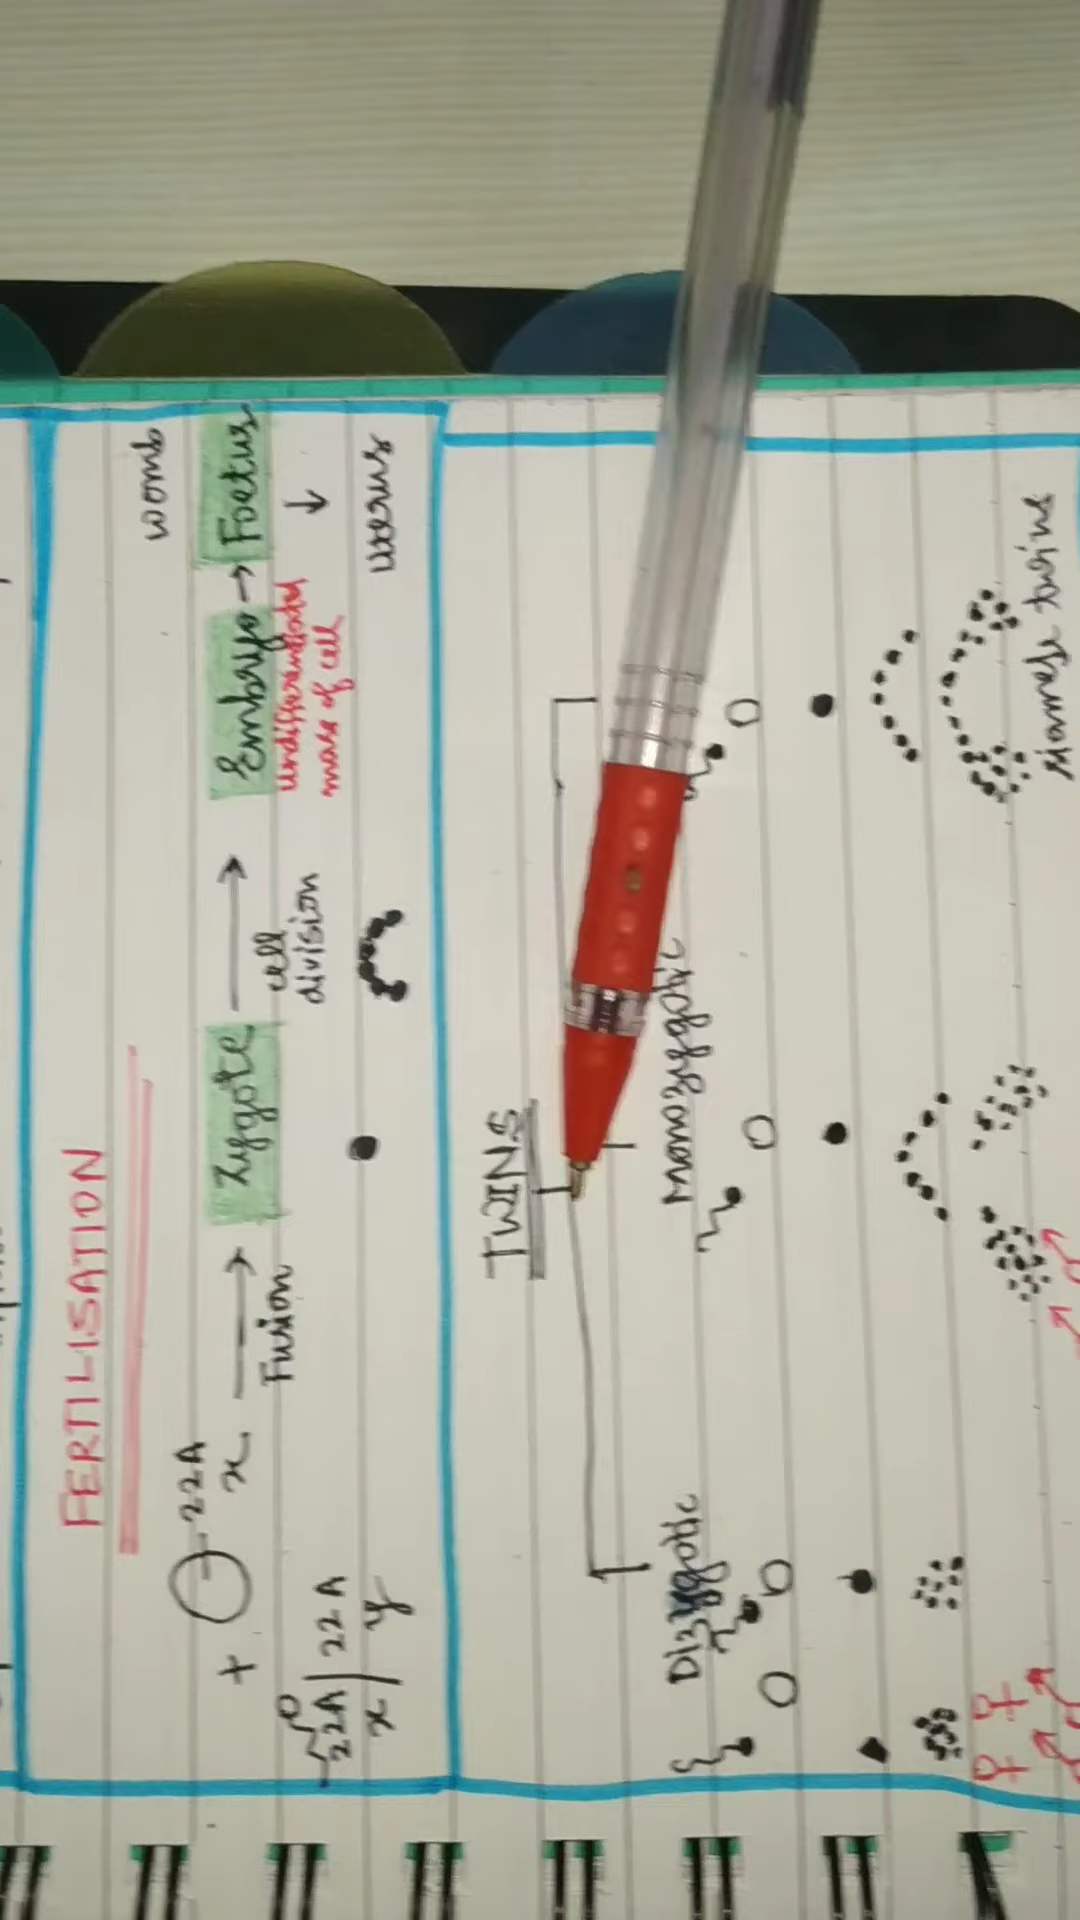 FERTILISATION
+ 22A x → Fusion Zygote → cell division Embryo → Foetus
womb
undifferentiated
mass of cell
↓
uterus
22A | 22A
x | y
TWINS
Dizygotic Monozygotic
siamese twins
♀ ♀